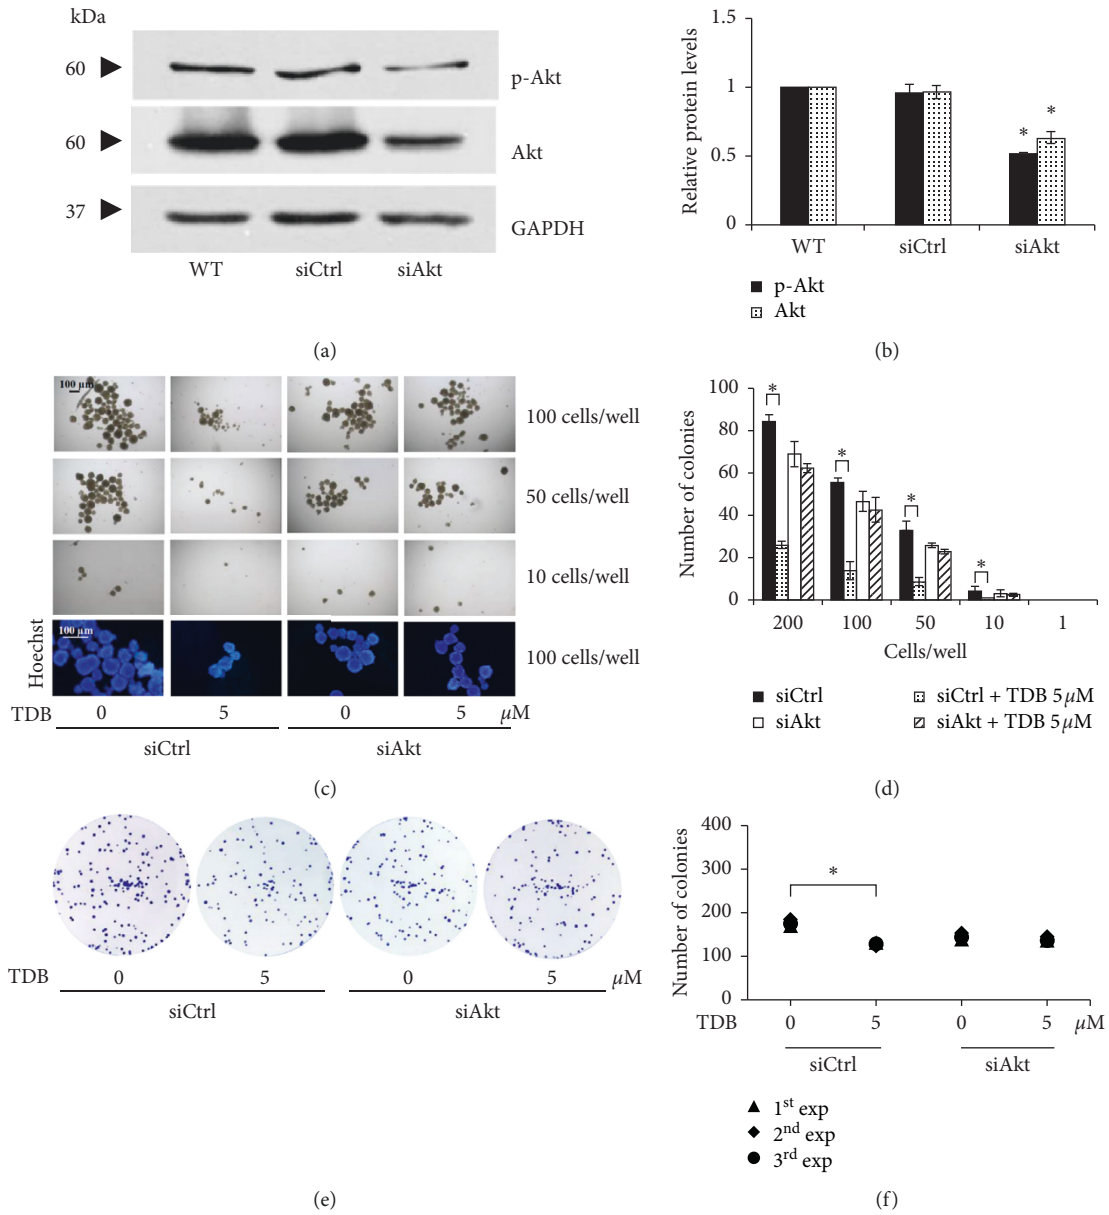 kDa
60
p-Akt
60
Akt
37
GAPDH
WT siCtrl siAkt
(a)
Relative protein levels
1.5
1
0.5
0
* *
WT siCtrl siAkt
p-Akt
Akt
(b)
100 μm
100 cells/well
50 cells/well
10 cells/well
Hoechst
100 μm
100 cells/well
TDB 0 5 0 5 μM
siCtrl siAkt
(c)
Number of colonies
100
80
60
40
20
0
* * * *
200 100 50 10 1
Cells/well
siCtrl siCtrl + TDB 5 μM
siAkt siAkt + TDB 5 μM
(d)
TDB 0 5 0 5 μM
siCtrl siAkt
(e)
Number of colonies
400
300
200
100
0
*
TDB 0 5 0 5 μM
siCtrl siAkt
1st exp
2nd exp
3rd exp
(f)